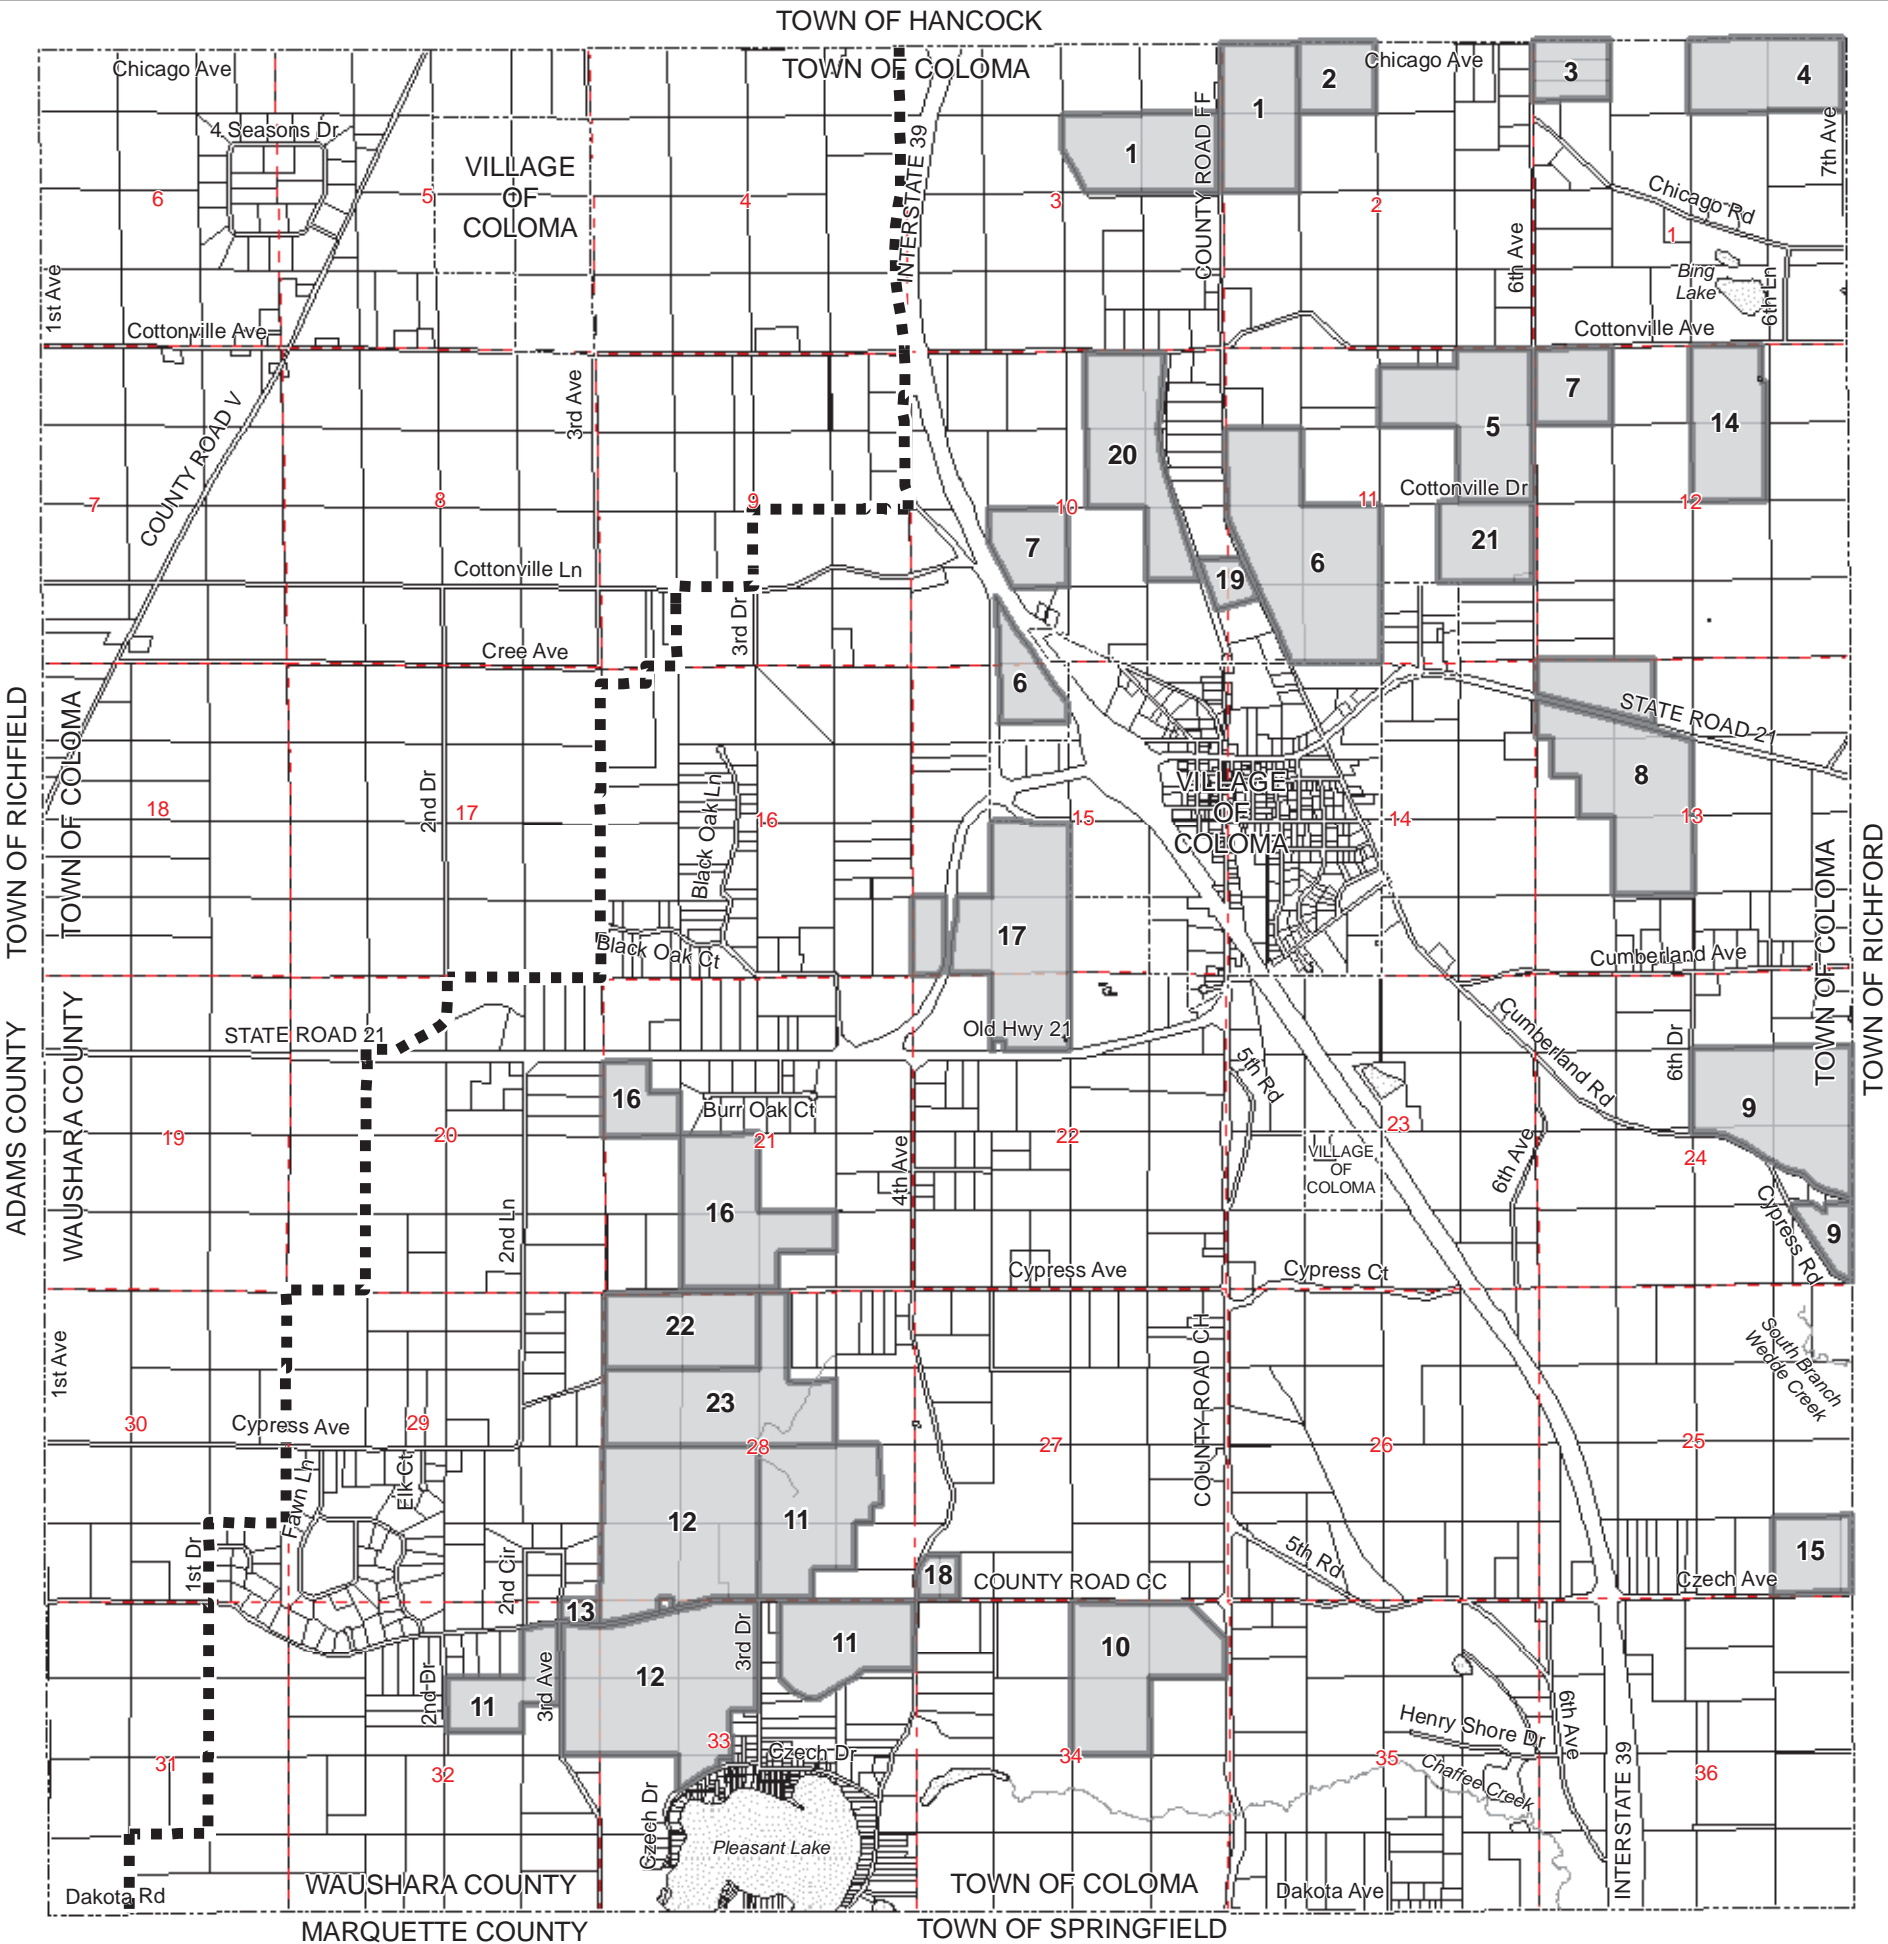 TOWN OF HANCOCK
TOWN OF COLOMA
Chicago Ave
Chicago Ave
1
2
3
4
4 Seasons Dr
VILLAGE
OF
COLOMA
INTERSTATE 39
COUNTY ROAD FF
1
7th Ave
6
5
4
3
2
1
Chicago Rd
6th Ave
Bing
Lake
6th Ln
1st Ave
Cottonville Ave
Cottonville Ave
3rd Ave
COUNTY ROAD V
20
5
7
14
7
8
9
10
11
12
Cottonville Dr
7
6
21
19
Cottonville Ln
3rd Dr
Cree Ave
6
STATE ROAD 21
TOWN OF RICHFIELD
TOWN OF COLOMA
2nd Dr
Black Oak Ln
VILLAGE
OF
COLOMA
8
18
17
16
15
14
13
17
Black Oak Ct
Cumberland Ave
TOWN OF COLOMA
TOWN OF RICHFORD
ADAMS COUNTY
WAUSHARA COUNTY
STATE ROAD 21
Old Hwy 21
Cumberland Rd
6th Dr
5th Rd
16
Burr Oak Ct
9
19
20
21
22
23
24
4th Ave
VILLAGE
OF
COLOMA
6th Ave
16
2nd Ln
Cypress Rd
9
Cypress Ave
Cypress Ct
22
1st Ave
COUNTY ROAD CH
South Branch
Wedde Creek
23
Cypress Ave
30
29
28
27
26
25
Fawn Ln
Elk Ct
12
11
1st Dr
2nd Cir
18
COUNTY ROAD CC
5th Rd
15
Czech Ave
13
3rd Dr
11
10
12
2nd Dr
11
3rd Ave
Henry Shore Dr
6th Ave
Czech Dr
31
32
33
34
35
36
Chaffee Creek
INTERSTATE 39
Czech Dr
Pleasant Lake
Dakota Rd
WAUSHARA COUNTY
TOWN OF COLOMA
Dakota Ave
MARQUETTE COUNTY
TOWN OF SPRINGFIELD